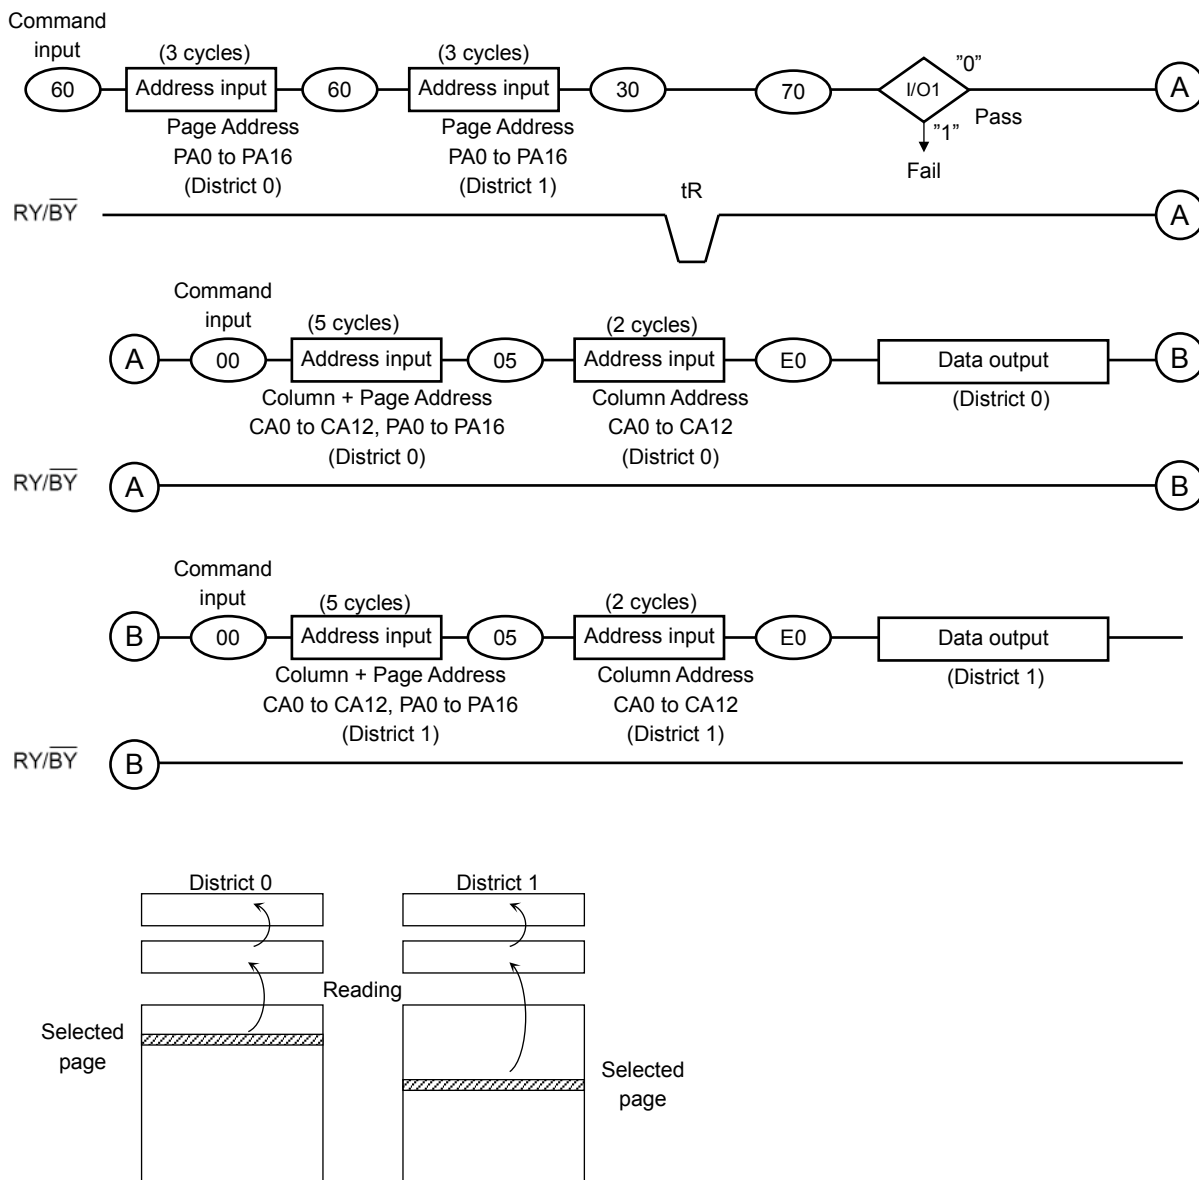 Command
input
(3 cycles) (3 cycles) "0"
60 Address input 60 Address input 30 70 I/O1 A
Page Address Page Address "1" Pass
PA0 to PA16 PA0 to PA16 Fail
(District 0) (District 1)
tR
RY/B̅Y̅ A
Command
input
(5 cycles) (2 cycles)
A 00 Address input 05 Address input E0 Data output B
Column + Page Address Column Address (District 0)
CA0 to CA12, PA0 to PA16 CA0 to CA12
(District 0) (District 0)
RY/B̅Y̅ A B
Command
input
(5 cycles) (2 cycles)
B 00 Address input 05 Address input E0 Data output
Column + Page Address Column Address (District 1)
CA0 to CA12, PA0 to PA16 CA0 to CA12
(District 1) (District 1)
RY/B̅Y̅ B
District 0 District 1
Reading
Selected
page
Selected
page